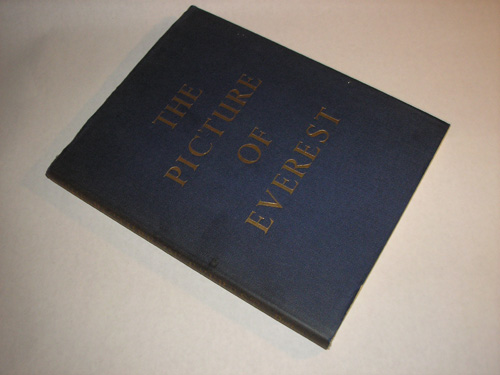 THE
PICTURE
OF
EVEREST